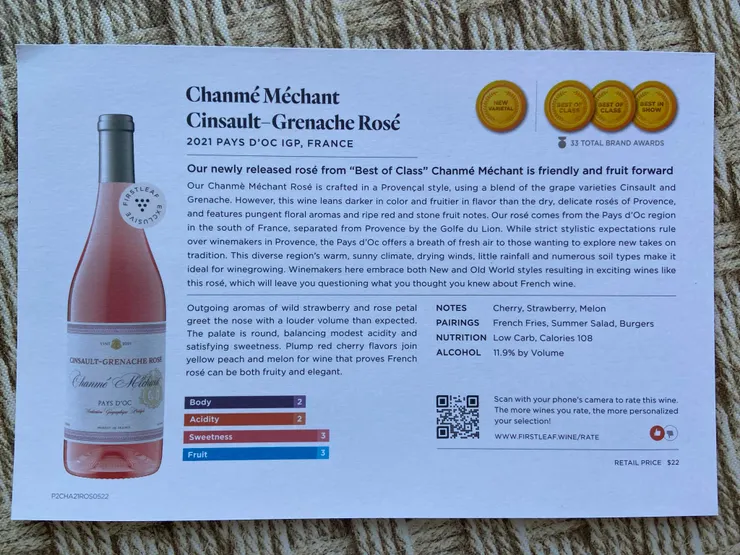 Chanmé Méchant
Cinsault–Grenache Rosé
2021 PAYS D'OC IGP, FRANCE
NEW
VARIETAL
BEST OF
CLASS
BEST OF
CLASS
BEST IN
SHOW
33 TOTAL BRAND AWARDS
Our newly released rosé from "Best of Class" Chanmé Méchant is friendly and fruit forward
Our Chanmè Méchant Rosé is crafted in a Provençal style, using a blend of the grape varieties Cinsault and
Grenache. However, this wine leans darker in color and fruitier in flavor than the dry, delicate rosés of Provence,
and features pungent floral aromas and ripe red and stone fruit notes. Our rosé comes from the Pays d'Oc region
in the south of France, separated from Provence by the Golfe du Lion. While strict stylistic expectations rule
over winemakers in Provence, the Pays d'Oc offers a breath of fresh air to those wanting to explore new takes on
tradition. This diverse region's warm, sunny climate, drying winds, little rainfall and numerous soil types make it
ideal for winegrowing. Winemakers here embrace both New and Old World styles resulting in exciting wines like
this rosé, which will leave you questioning what you thought you knew about French wine.
Outgoing aromas of wild strawberry and rose petal
greet the nose with a louder volume than expected.
The palate is round, balancing modest acidity and
satisfying sweetness. Plump red cherry flavors join
yellow peach and melon for wine that proves French
rosé can be both fruity and elegant.
NOTES Cherry, Strawberry, Melon
PAIRINGS French Fries, Summer Salad, Burgers
NUTRITION Low Carb, Calories 108
ALCOHOL 11.9% by Volume
Body 2
Acidity 2
Sweetness 3
Fruit 3
Scan with your phone's camera to rate this wine.
The more wines you rate, the more personalized
your selection!
WWW.FIRSTLEAF.WINE/RATE
RETAIL PRICE $22
FIRSTLEAF
EXCLUSIVE
CINSAULT-GRENACHE ROSÉ
Chanmé Méchant
PAYS D'OC
P2CHA21ROS0522